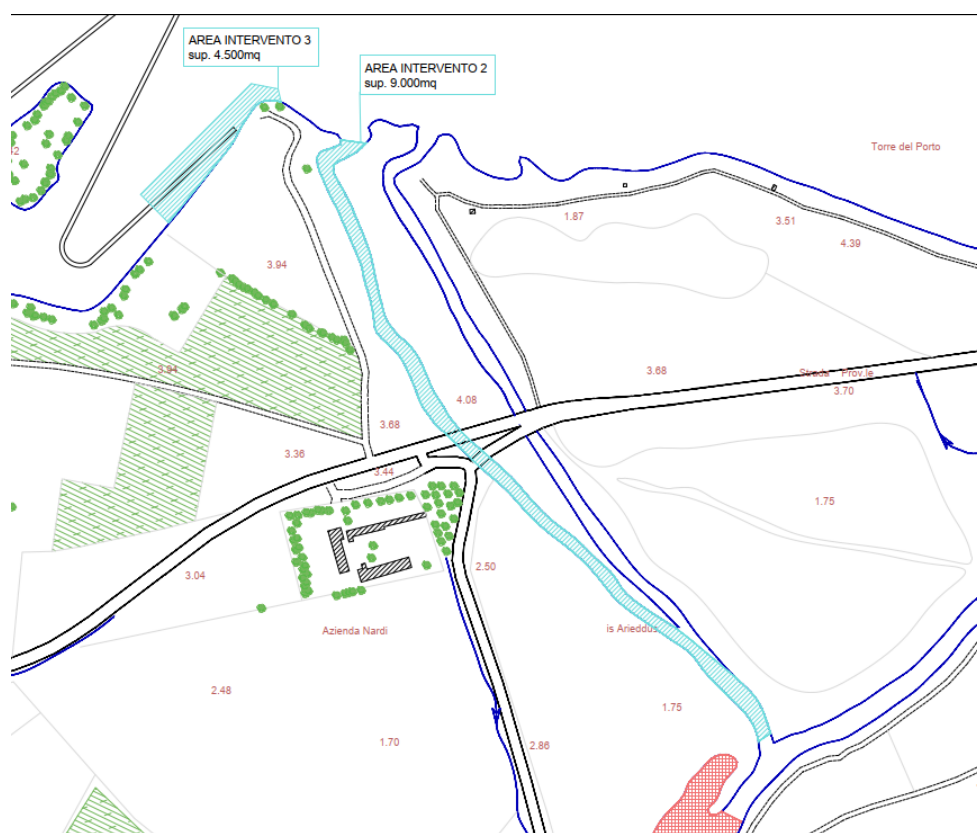 AREA INTERVENTO 3
sup. 4.500mq
AREA INTERVENTO 2
sup. 9.000mq
Torre del Porto
1.87
3.51
4.39
3.94
3.94
3.68
Strada Prov.le
3.70
4.08
3.68
3.36
3.44
1.75
3.04
2.50
Azienda Nardi
is Arieddus
2.48
1.75
1.70
2.86